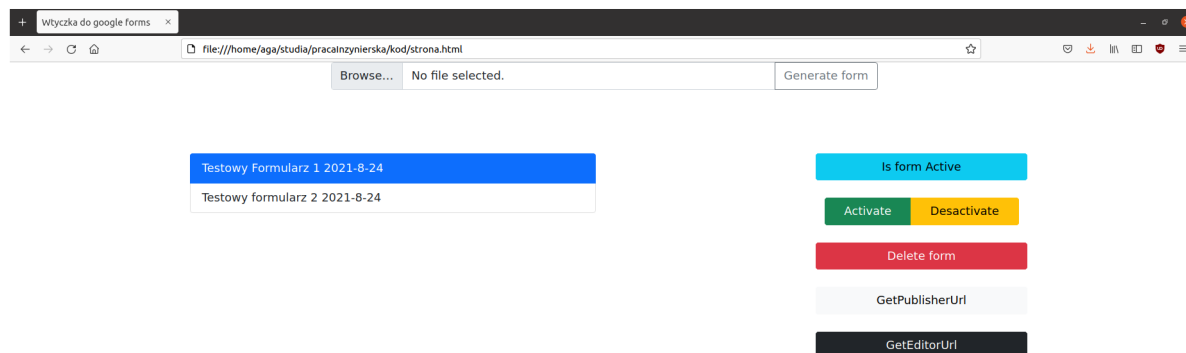 Wtyczka do google forms
file:///home/aga/studia/pracaInzynierska/kod/strona.html
Browse... No file selected. Generate form
Testowy Formularz 1 2021-8-24
Testowy formularz 2 2021-8-24
Is form Active
Activate Desactivate
Delete form
GetPublisherUrl
GetEditorUrl